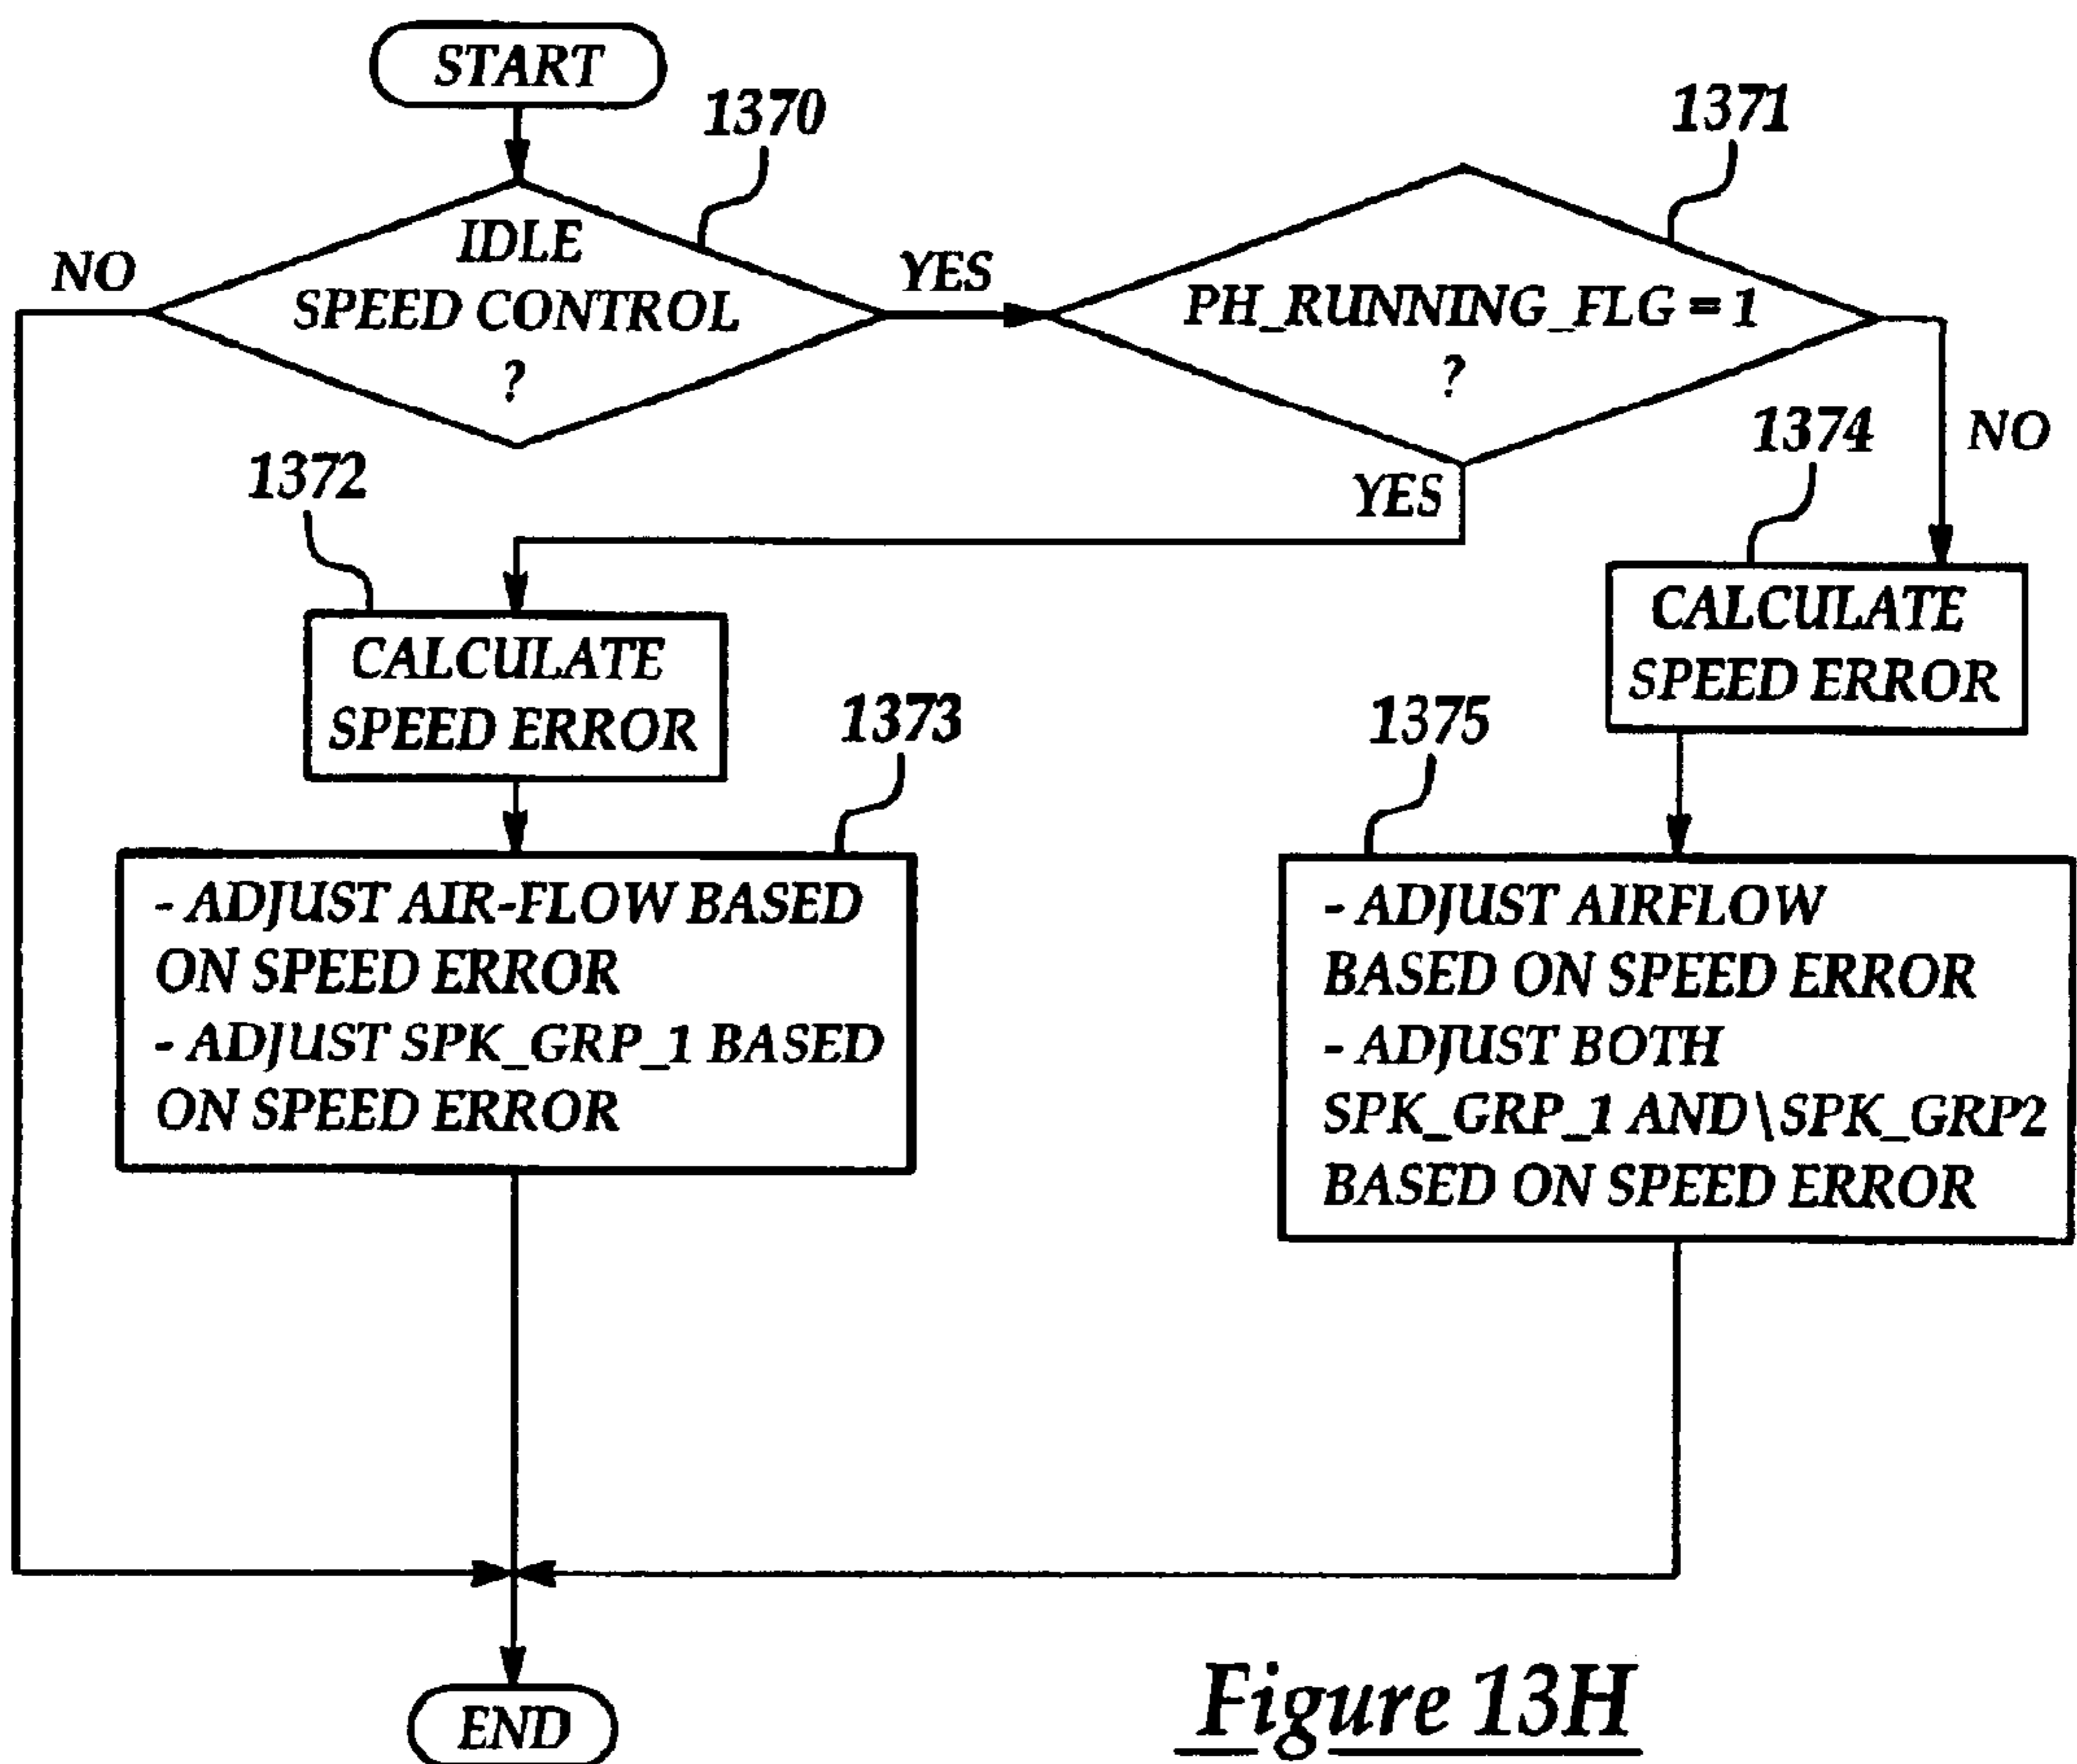 START
1370
IDLE
SPEED CONTROL
?
NO
YES
1371
PH_RUNNING_FLG = 1
?
YES
NO
1372
CALCULATE
SPEED ERROR
1373
- ADJUST AIR-FLOW BASED
ON SPEED ERROR
- ADJUST SPK_GRP_1 BASED
ON SPEED ERROR
1374
CALCULATE
SPEED ERROR
1375
- ADJUST AIRFLOW
BASED ON SPEED ERROR
- ADJUST BOTH
SPK_GRP_1 AND\SPK_GRP2
BASED ON SPEED ERROR
END
Figure 13H